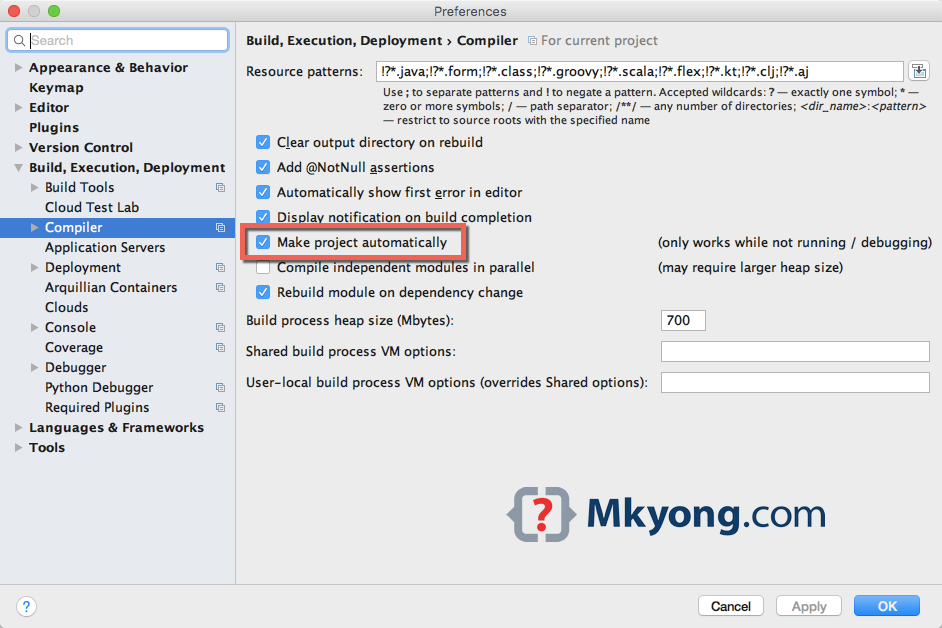 Preferences
Search
Appearance & Behavior
Keymap
Editor
Plugins
Version Control
Build, Execution, Deployment
Build Tools
Cloud Test Lab
Compiler
Application Servers
Deployment
Arquillian Containers
Clouds
Console
Coverage
Debugger
Python Debugger
Required Plugins
Languages & Frameworks
Tools
Build, Execution, Deployment › Compiler For current project
Resource patterns: !?*.java;!?*.form;!?*.class;!?*.groovy;!?*.scala;!?*.flex;!?*.kt;!?*.clj;!?*.aj
Use ; to separate patterns and ! to negate a pattern. Accepted wildcards: ? — exactly one symbol; * —
zero or more symbols; / — path separator; /**/ — any number of directories; <dir_name>:<pattern>
— restrict to source roots with the specified name
Clear output directory on rebuild
Add @NotNull assertions
Automatically show first error in editor
Display notification on build completion
Make project automatically (only works while not running / debugging)
Compile independent modules in parallel (may require larger heap size)
Rebuild module on dependency change
Build process heap size (Mbytes): 700
Shared build process VM options:
User-local build process VM options (overrides Shared options):
{?} Mkyong.com
? Cancel Apply OK